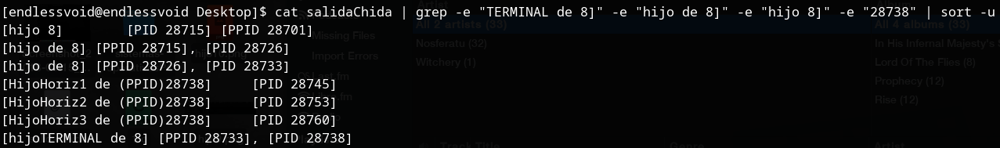 [endlessvoid@endlessvoid Desktop]$ cat salidaChida | grep -e "TERMINAL de 8]" -e "hijo de 8]" -e "hijo 8]" -e "28738" | sort -u
[hijo 8]        [PID 28715] [PPID 28701]
[hijo de 8] [PPID 28715], [PID 28726]
[hijo de 8] [PPID 28726], [PID 28733]
[HijoHoriz1 de (PPID)28738]     [PID 28745]
[HijoHoriz2 de (PPID)28738]     [PID 28753]
[HijoHoriz3 de (PPID)28738]     [PID 28760]
[hijoTERMINAL de 8] [PPID 28733], [PID 28738]
Missing Files
Import Errors
Last.fm
All 2 artists (33)
Nosferatu (32)
Witchery (1)
Track Title
All 4 albums (33)
In His Infernal Majesty's
Lord Of The Flies (8)
Prophecy (12)
Rise (12)
Artist